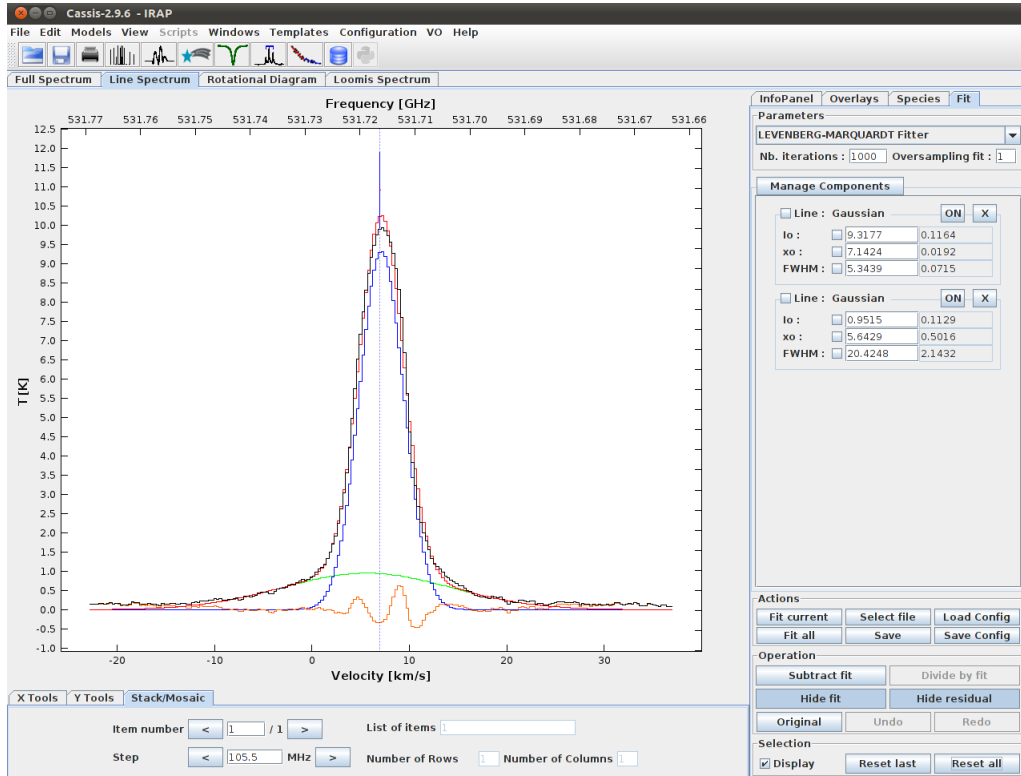 Cassis-2.9.6 - IRAP
File Edit Models View Scripts Windows Templates Configuration VO Help
Full Spectrum Line Spectrum Rotational Diagram Loomis Spectrum
Frequency [GHz]
531.77 531.76 531.75 531.74 531.73 531.72 531.71 531.70 531.69 531.68 531.67 531.66
12.5
12.0
11.5
11.0
10.5
10.0
9.5
9.0
8.5
8.0
7.5
7.0
6.5
6.0
5.5
5.0
4.5
4.0
3.5
3.0
2.5
2.0
1.5
1.0
0.5
0.0
-0.5
-1.0
T [K]
-20 -10 0 10 20 30
Velocity [km/s]
InfoPanel Overlays Species Fit
Parameters
LEVENBERG-MARQUARDT Fitter
Nb. iterations : 1000 Oversampling fit : 1
Manage Components
Line : Gaussian ON X
Io : 9.3177 0.1164
xo : 7.1424 0.0192
FWHM : 5.3439 0.0715
Line : Gaussian ON X
Io : 0.9515 0.1129
xo : 5.6429 0.5016
FWHM : 20.4248 2.1432
Actions
Fit current Select file Load Config
Fit all Save Save Config
Operation
Subtract fit Divide by fit
Hide fit Hide residual
Original Undo Redo
Selection
Display Reset last Reset all
X Tools Y Tools Stack/Mosaic
Item number < 1 / 1 > List of items 1
Step < 105.5 MHz > Number of Rows 1 Number of Columns 1